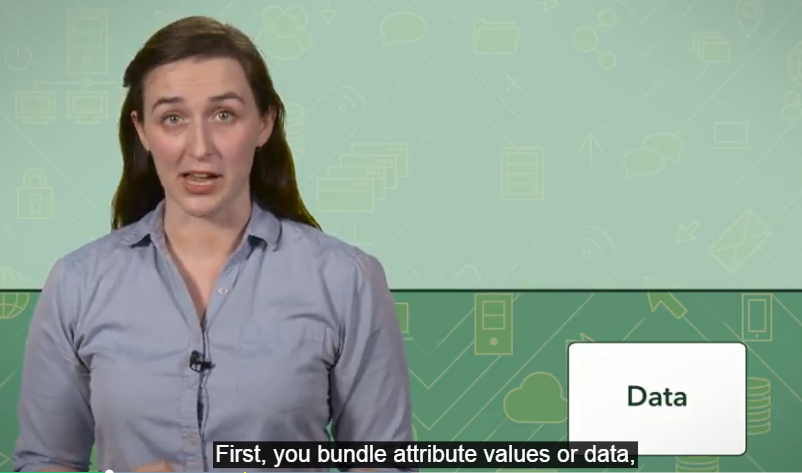 Data
First, you bundle attribute values or data,